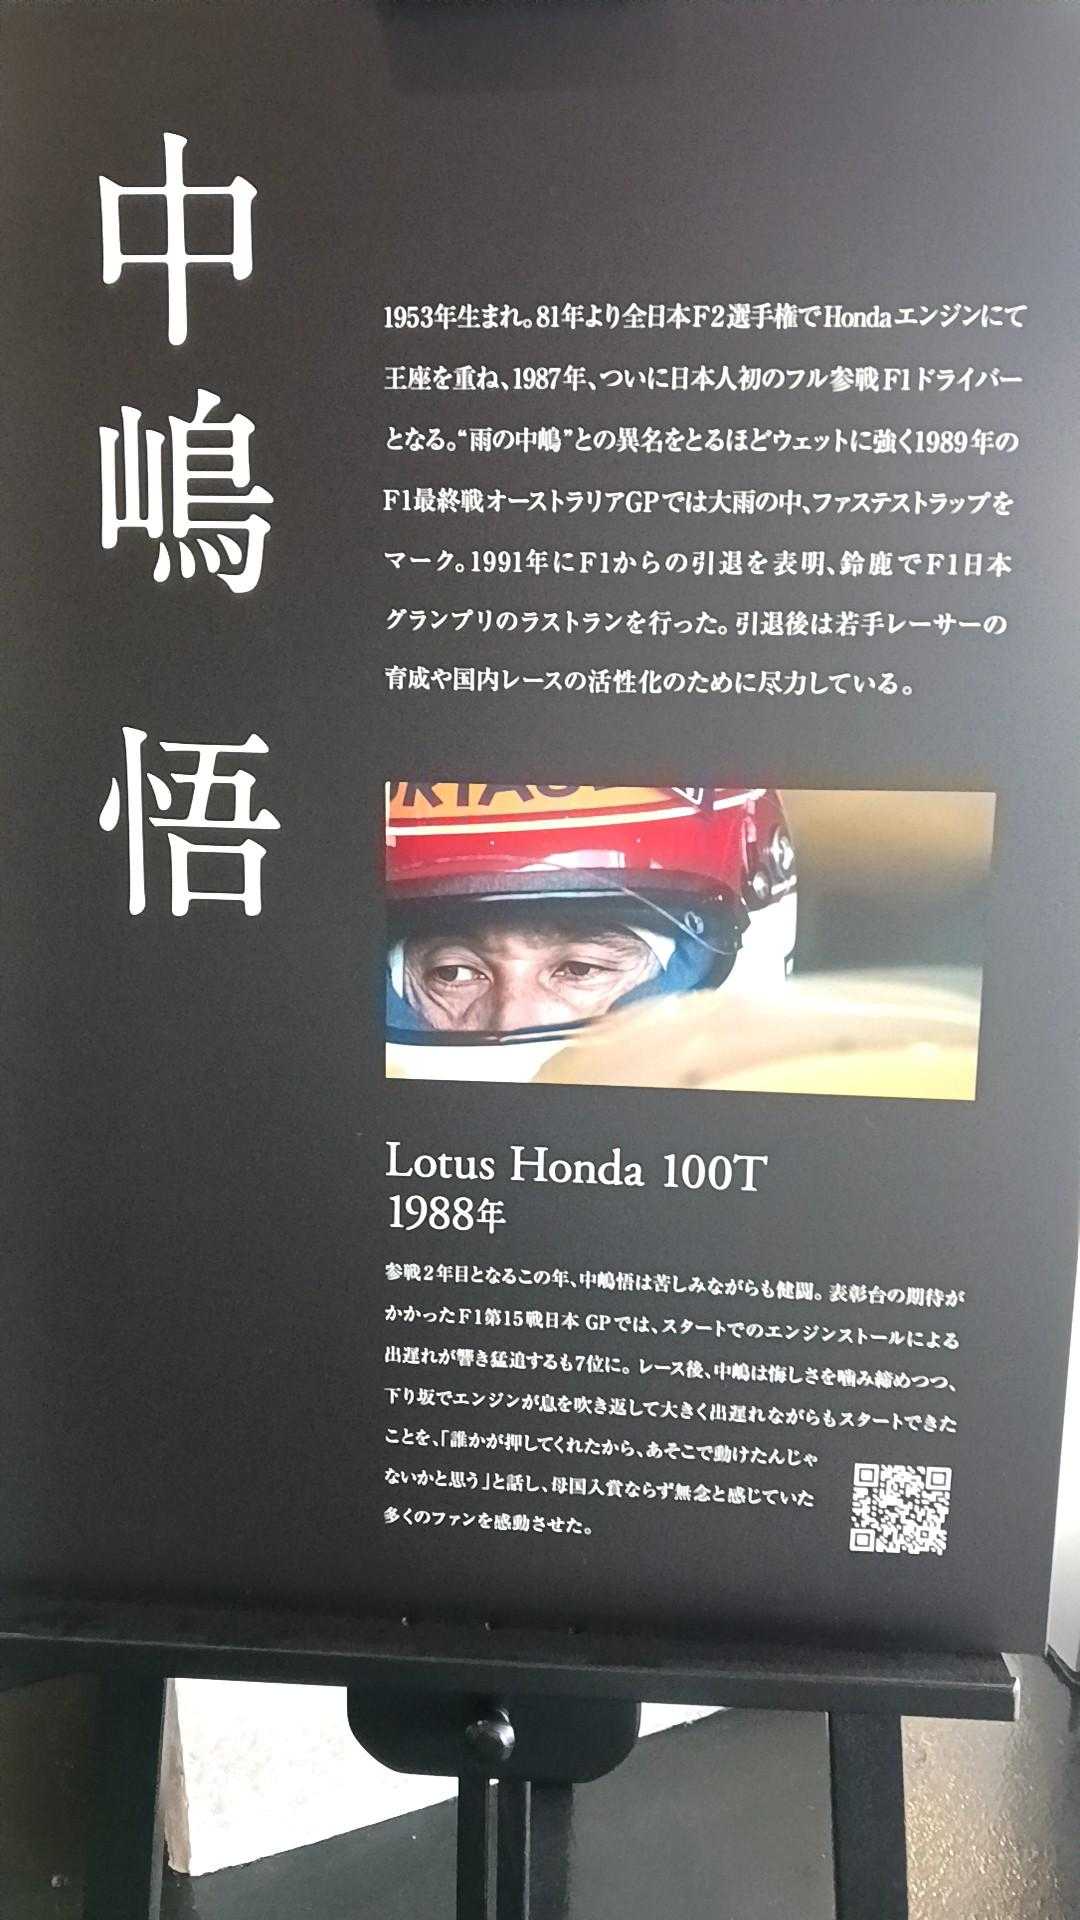 中嶋 悟
1953年生まれ。81年より全日本F2選手権でHondaエンジンにて
王座を重ね、1987年、ついに日本人初のフル参戦F1ドライバー
となる。“雨の中嶋”との異名をとるほどウェットに強く1989年の
F1最終戦オーストラリアGPでは大雨の中、ファステストラップを
マーク。1991年にF1からの引退を表明、鈴鹿でF1日本
グランプリのラストランを行った。引退後は若手レーサーの
育成や国内レースの活性化のために尽力している。
Lotus Honda 100T
1988年
参戦2年目となるこの年、中嶋悟は苦しみながらも健闘。表彰台の期待が
かかったF1第15戦日本GPでは、スタートでのエンジンストールによる
出遅れが響き猛追するも7位に。レース後、中嶋は悔しさを噛み締めつつ、
下り坂でエンジンが息を吹き返して大きく出遅れながらもスタートできた
ことを、「誰かが押してくれたから、あそこで動けたんじゃ
ないかと思う」と話し、母国入賞ならず無念と感じていた
多くのファンを感動させた。